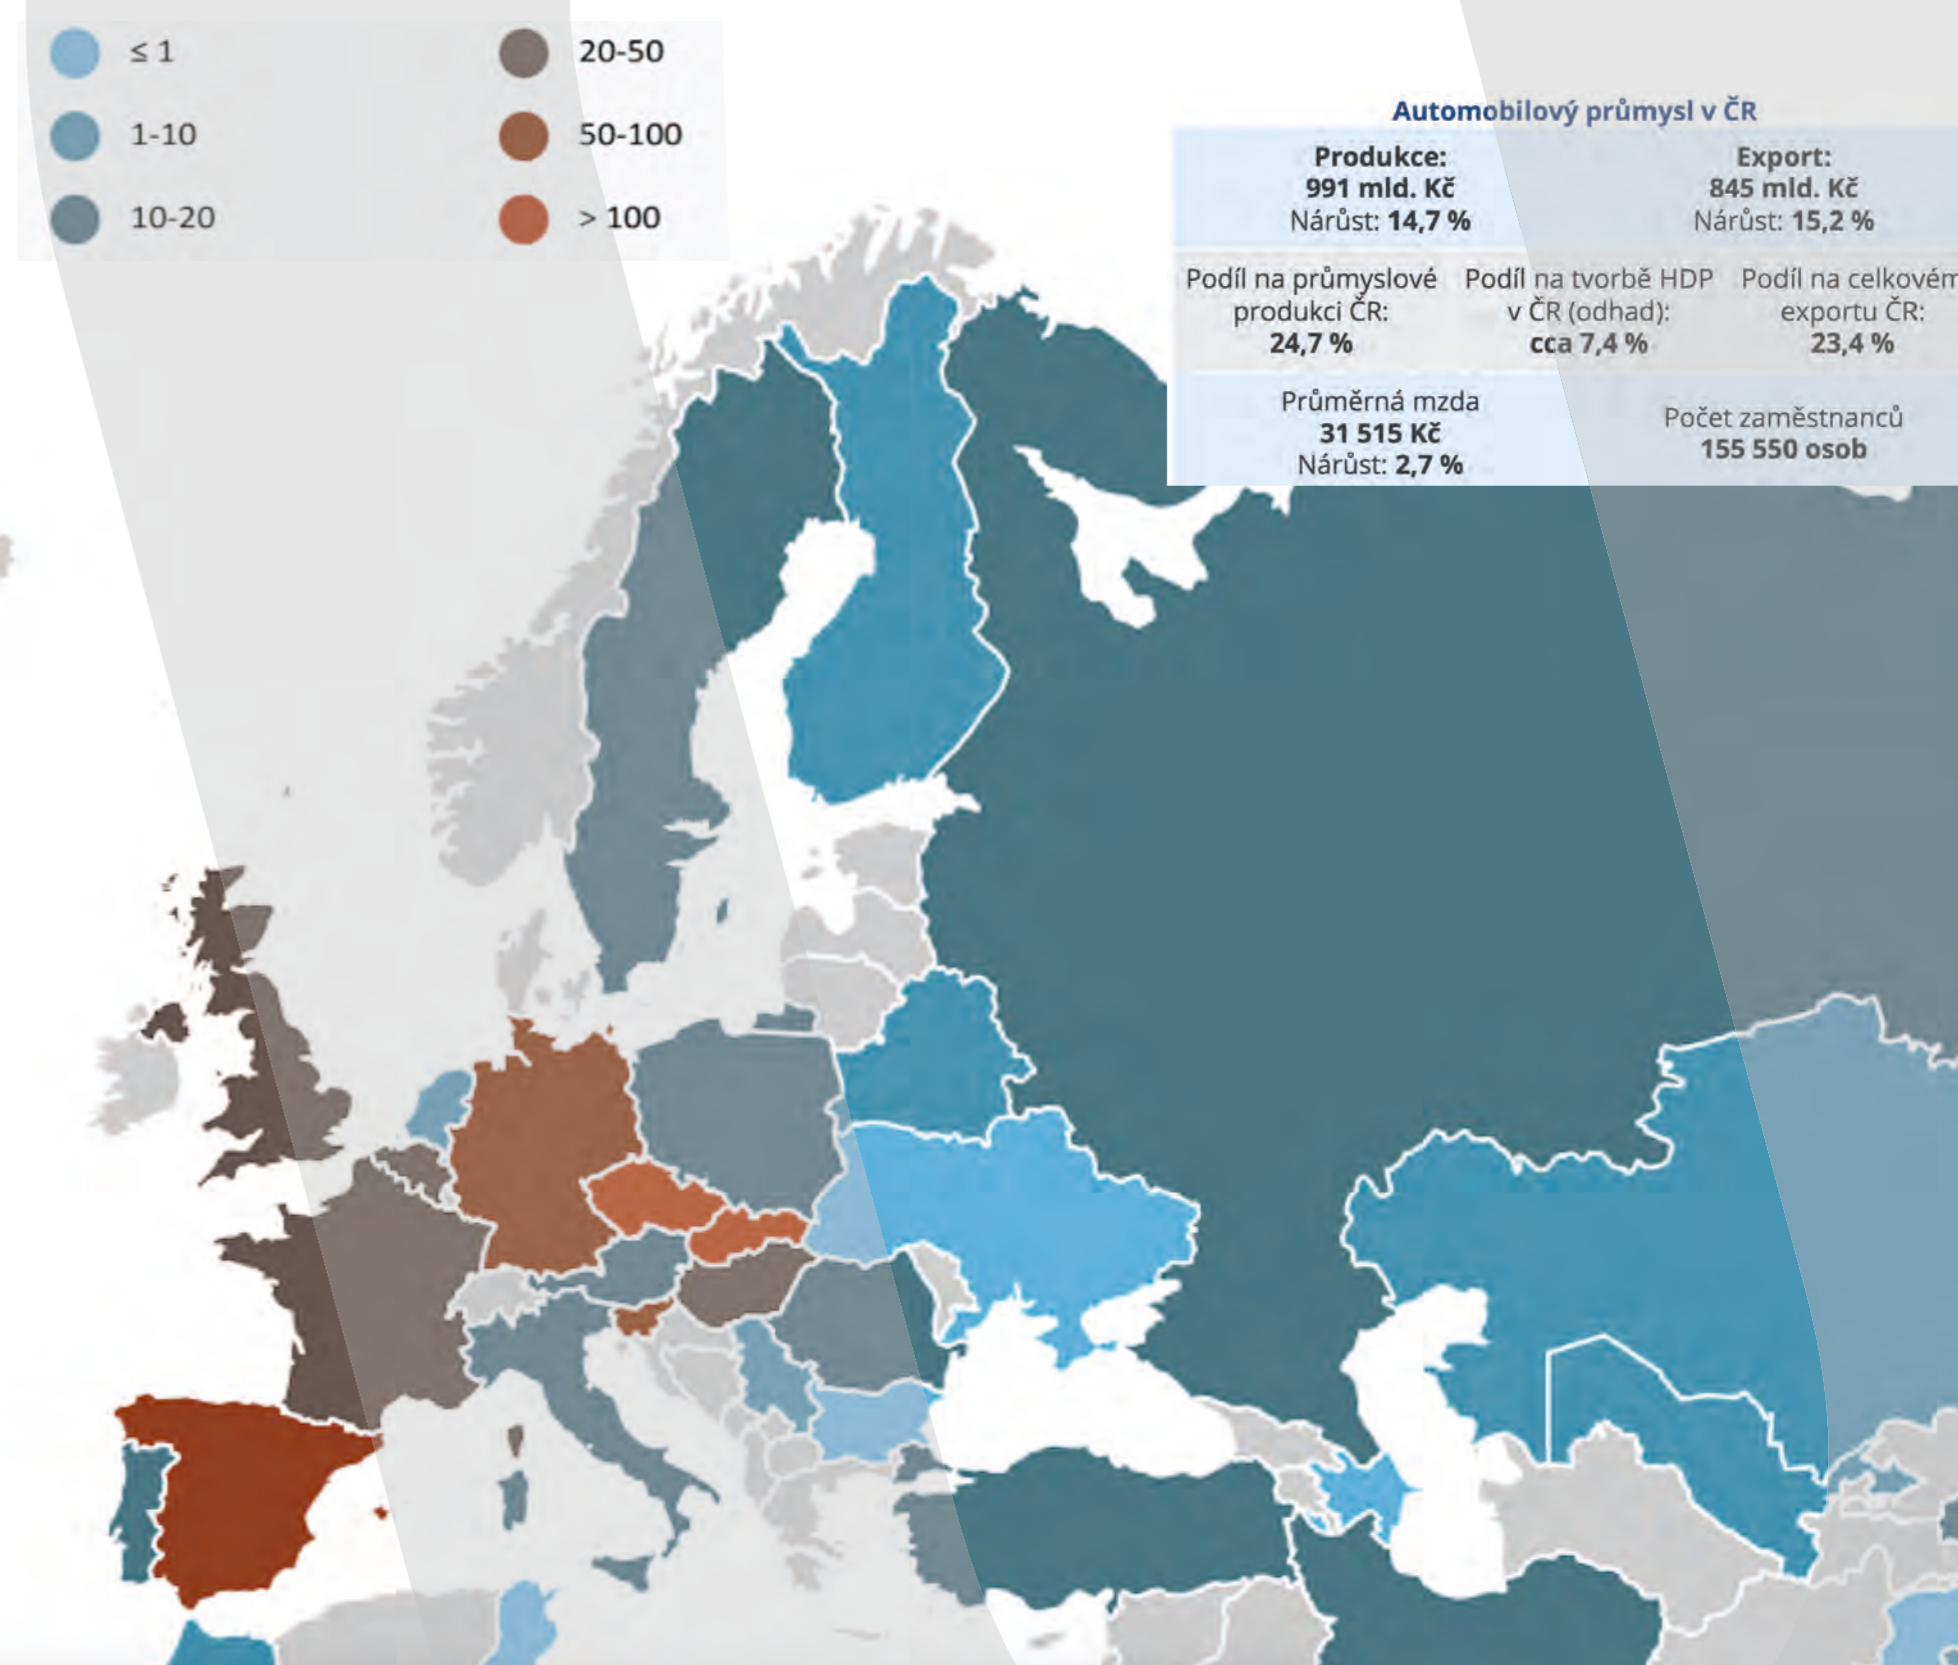 ≤ 1
1-10
10-20
20-50
50-100
> 100
Automobilový průmysl v ČR
Produkce:
991 mld. Kč
Nárůst: 14,7 %
Export:
845 mld. Kč
Nárůst: 15,2 %
Podíl na průmyslové
produkci ČR:
24,7 %
Podíl na tvorbě HDP
v ČR (odhad):
cca 7,4 %
Podíl na celkovém
exportu ČR:
23,4 %
Průměrná mzda
31 515 Kč
Nárůst: 2,7 %
Počet zaměstnanců
155 550 osob